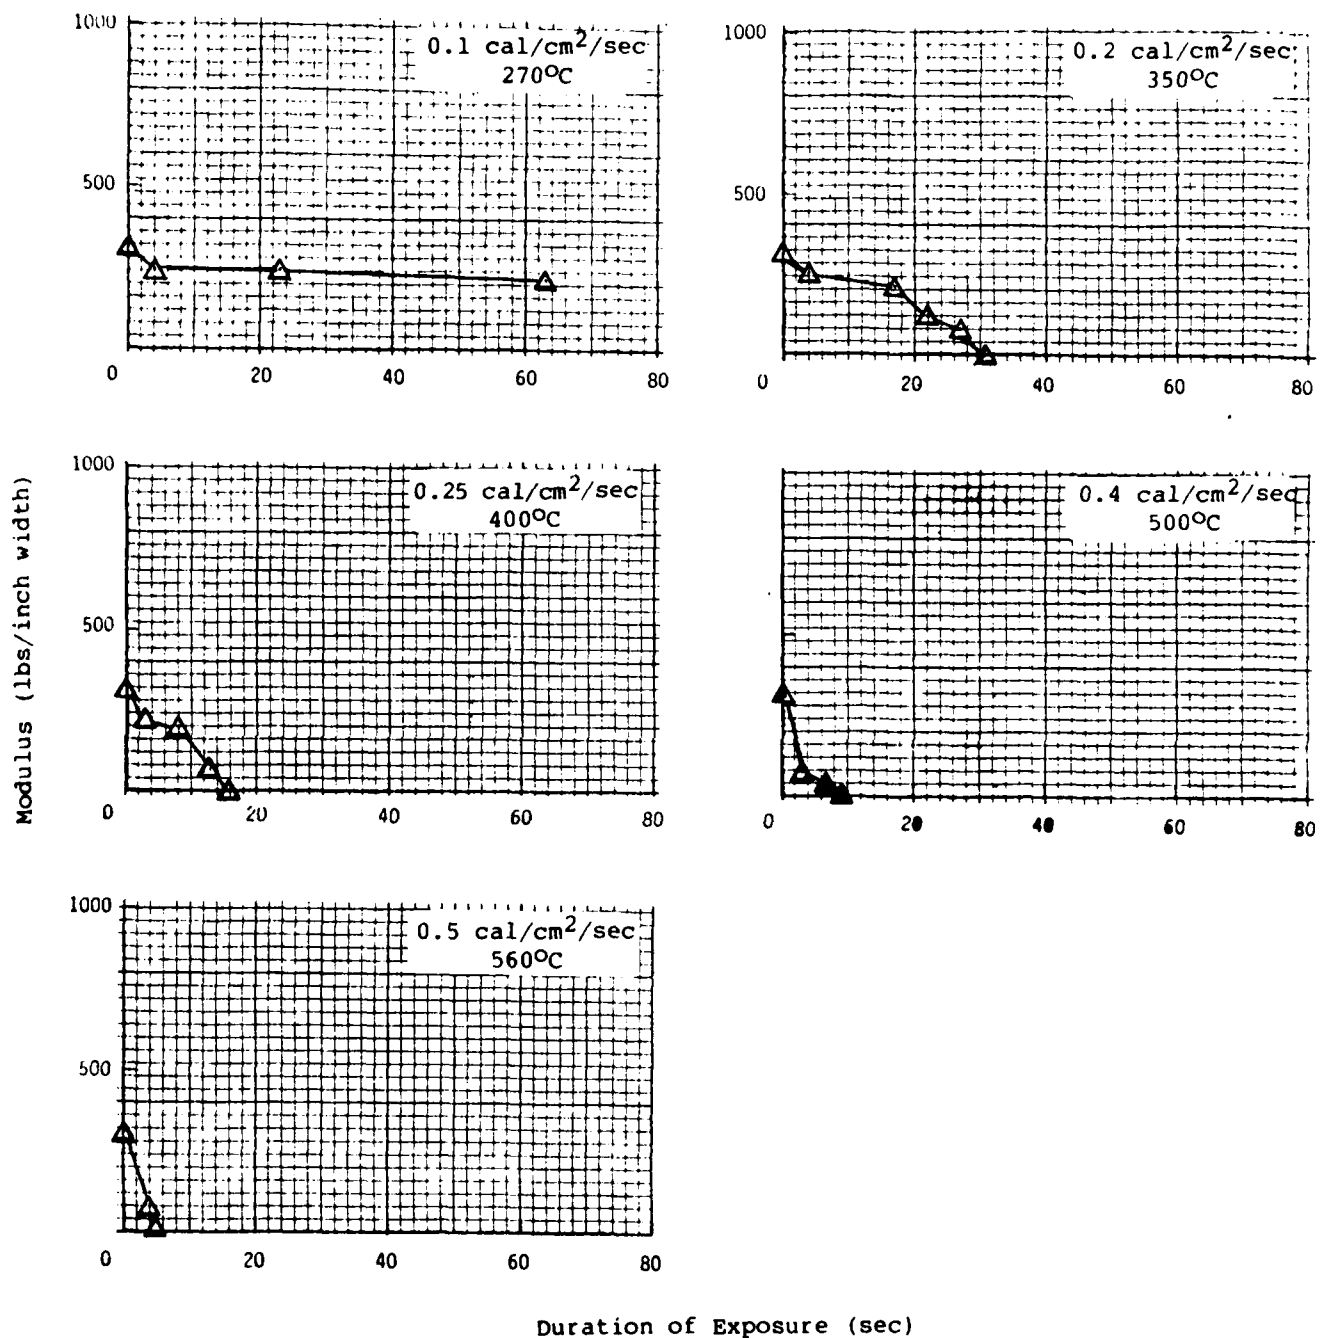 1000
0.1 cal/cm²/sec
270°C
500
0 20 40 60 80
1000
0.2 cal/cm²/sec
350°C
500
0 20 40 60 80
Modulus (lbs/inch width)
1000
0.25 cal/cm²/sec
400°C
500
0 20 40 60 80
0.4 cal/cm²/sec
500°C
0 20 40 60 80
1000
0.5 cal/cm²/sec
560°C
500
0 20 40 60 80
Duration of Exposure (sec)